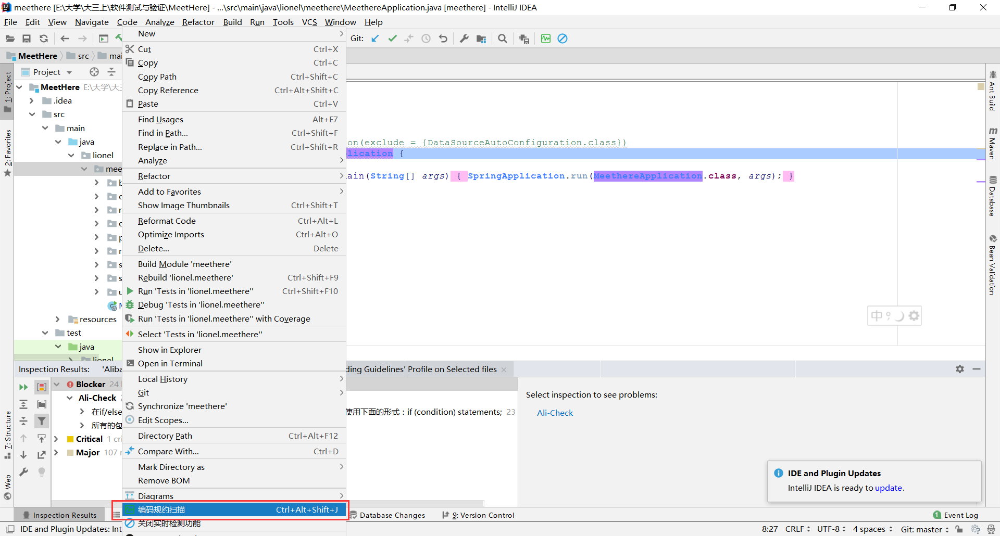 meethere [E:\大学\大三上\软件测试与验证\MeetHere] - ...\src\main\java\lionel\meethere\MeethereApplication.java [meethere] - IntelliJ IDEA
File Edit View Navigate Code Analyze Refactor Build Run Tools VCS Window Help
Git:
MeetHere src mai
Project
MeetHere E:\大学\大三
.idea
src
main
java
lionel
mee
resources
test
java
lionel
1: Project
2: Favorites
7: Structure
Web
New
Cut Ctrl+X
Copy Ctrl+C
Copy Path Ctrl+Shift+C
Copy Reference Ctrl+Alt+Shift+C
Paste Ctrl+V
Find Usages Alt+F7
Find in Path... Ctrl+Shift+F
Replace in Path... Ctrl+Shift+R
Analyze
Refactor
Add to Favorites
Show Image Thumbnails Ctrl+Shift+T
Reformat Code Ctrl+Alt+L
Optimize Imports Ctrl+Alt+O
Delete... Delete
Build Module 'meethere'
Rebuild 'lionel.meethere' Ctrl+Shift+F9
Run 'Tests in 'lionel.meethere'' Ctrl+Shift+F10
Debug 'Tests in 'lionel.meethere''
Run 'Tests in 'lionel.meethere'' with Coverage
Select 'Tests in 'lionel.meethere''
Show in Explorer
Open in Terminal
Local History
Git
Synchronize 'meethere'
Edit Scopes...
Directory Path Ctrl+Alt+F12
Compare With... Ctrl+D
Mark Directory as
Remove BOM
Diagrams
编码规约扫描 Ctrl+Alt+Shift+J
关闭实时检测功能
on(exclude = {DataSourceAutoConfiguration.class})
lication {
ain(String[] args) { SpringApplication.run(MeethereApplication.class, args); }
中
Ant Build
Maven
Database
Bean Validation
Inspection Results: 'Aliba
ding Guidelines' Profile on Selected files
Blocker 24
Ali-Check
在if/else
使用下面的形式：if (condition) statements; 23
所有的包
Critical 1 cri
Major 107
Select inspection to see problems:
Ali-Check
IDE and Plugin Updates
IntelliJ IDEA is ready to update.
Inspection Results
Database Changes
9: Version Control
1 Event Log
IDE and Plugin Updates: Int
8:27 CRLF UTF-8 4 spaces Git: master